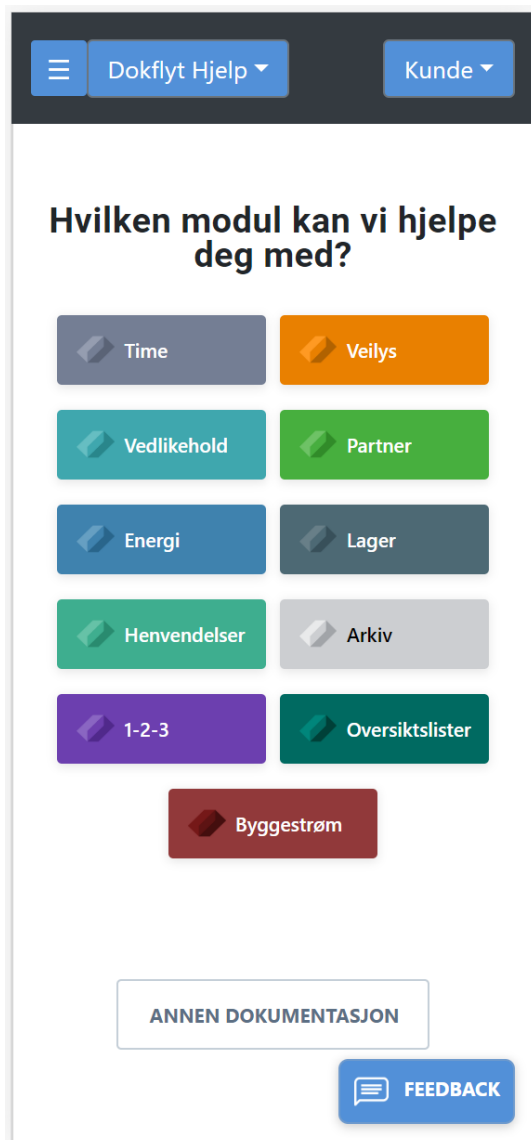 Dokflyt Hjelp
Kunde
Hvilken modul kan vi hjelpe
deg med?
Time
Veilys
Vedlikehold
Partner
Energi
Lager
Henvendelser
Arkiv
1-2-3
Oversiktslister
Byggestrøm
ANNEN DOKUMENTASJON
FEEDBACK